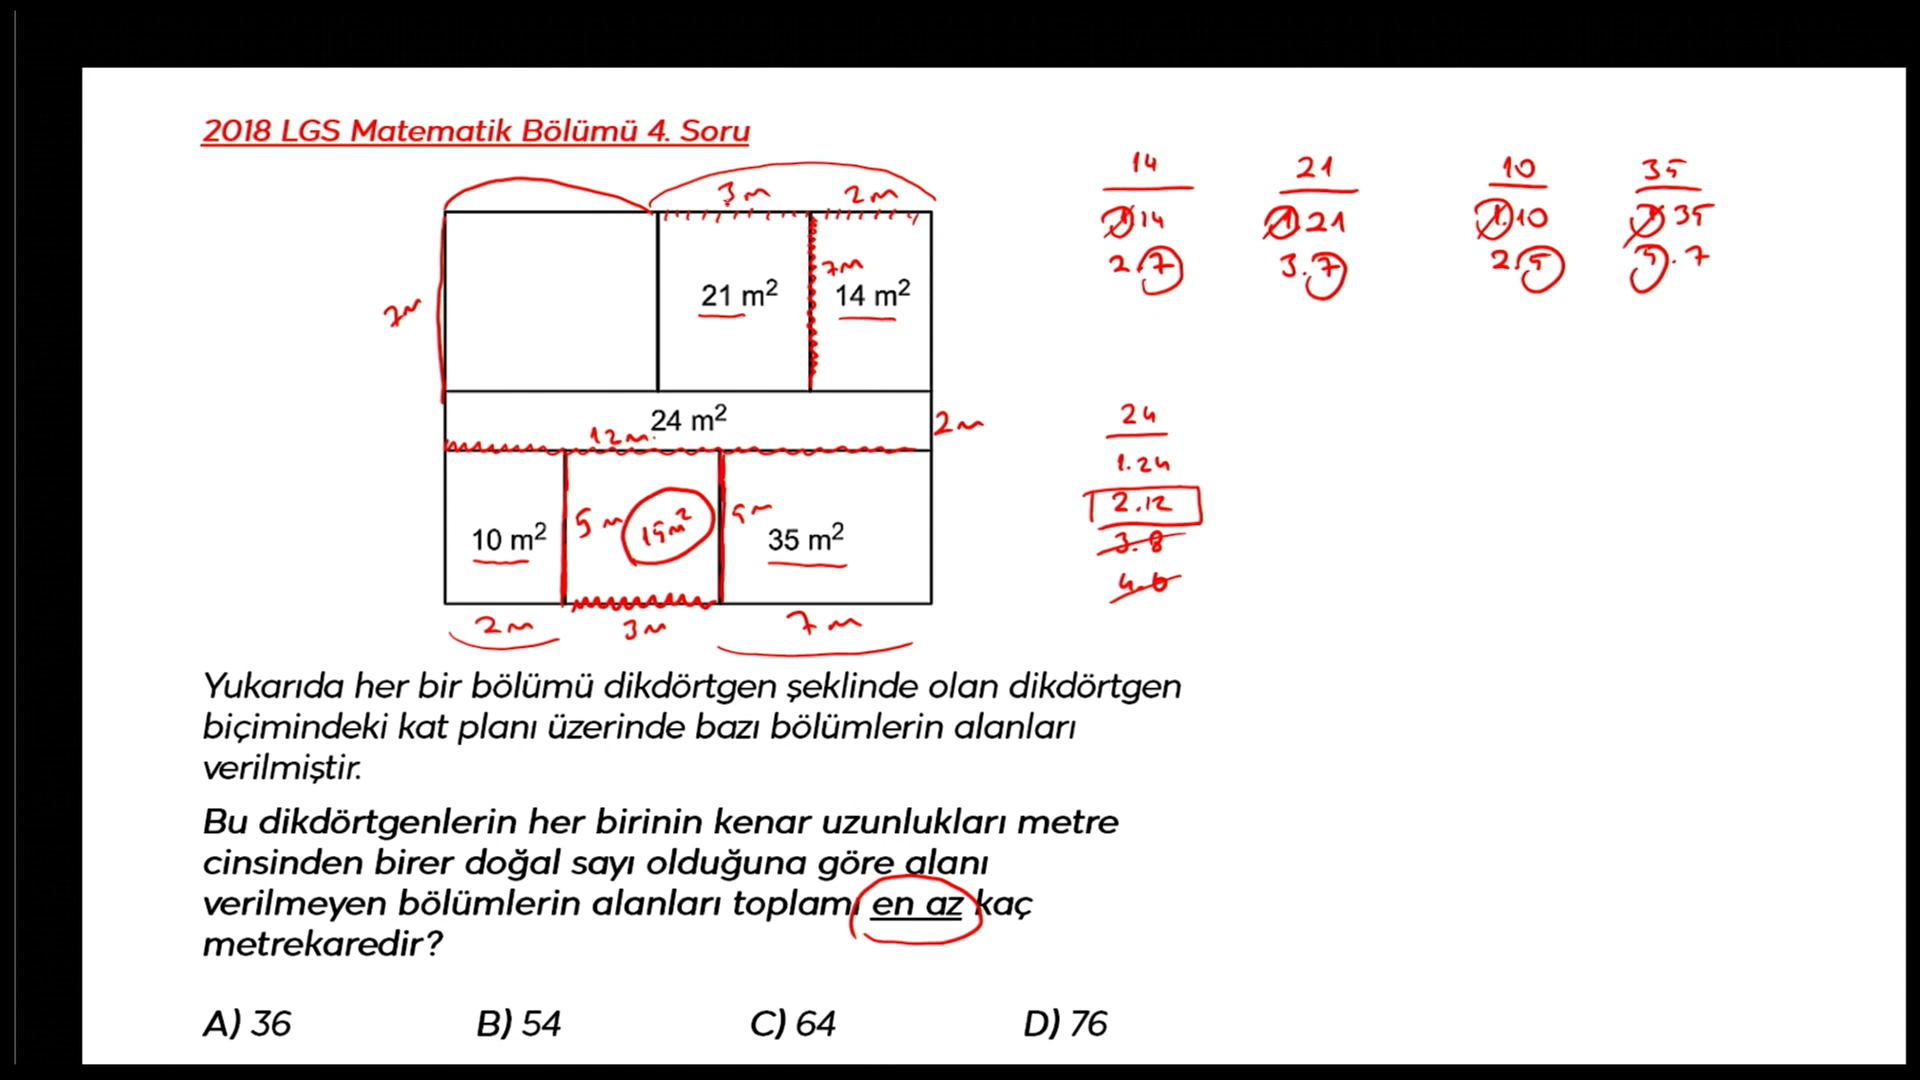 2018 LGS Matematik Bölümü 4. Soru
14 21 10 35
3m 2m
1.14 1.21 1.10 1.35
2.7 3.7 2.5 5.7
7m
7m 21 m² 14 m²
24 m² 2m
12m.
24
1.24
2.12
3.8
4.6
5m 15m² 5m
10 m² 35 m²
2m 3m 7m
Yukarıda her bir bölümü dikdörtgen şeklinde olan dikdörtgen
biçimindeki kat planı üzerinde bazı bölümlerin alanları
verilmiştir.
Bu dikdörtgenlerin her birinin kenar uzunlukları metre
cinsinden birer doğal sayı olduğuna göre alanı
verilmeyen bölümlerin alanları toplamı en az kaç
metrekaredir?
A) 36 B) 54 C) 64 D) 76